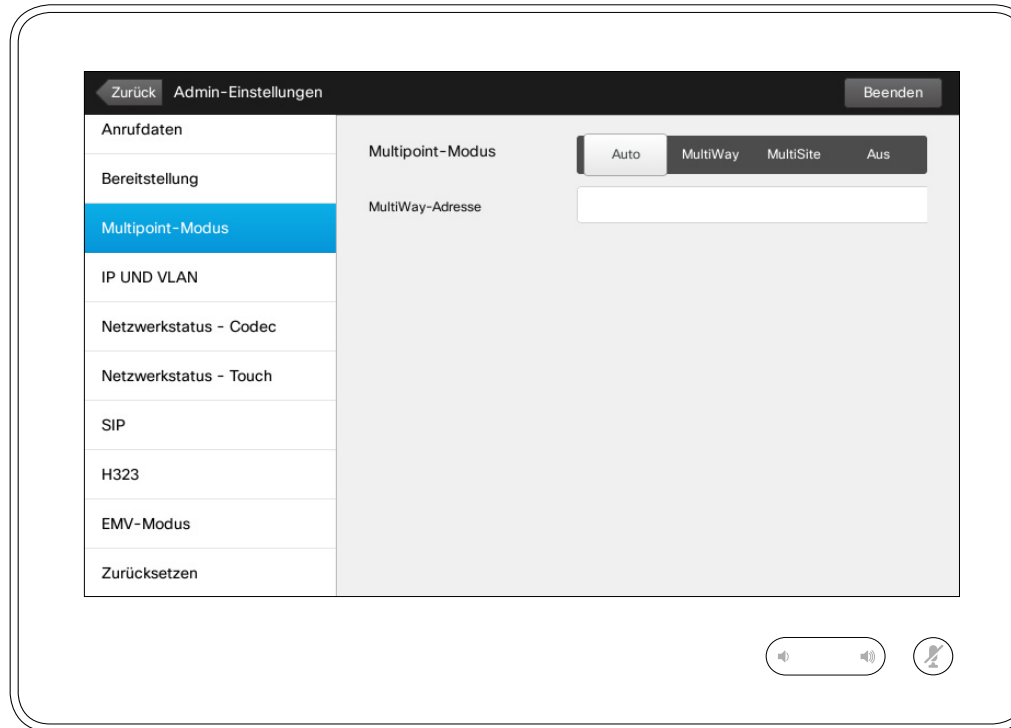 Zurück Admin-Einstellungen Beenden
Anrufdaten
Bereitstellung
Multipoint-Modus
IP UND VLAN
Netzwerkstatus - Codec
Netzwerkstatus - Touch
SIP
H323
EMV-Modus
Zurücksetzen
Multipoint-Modus Auto MultiWay MultiSite Aus
MultiWay-Adresse